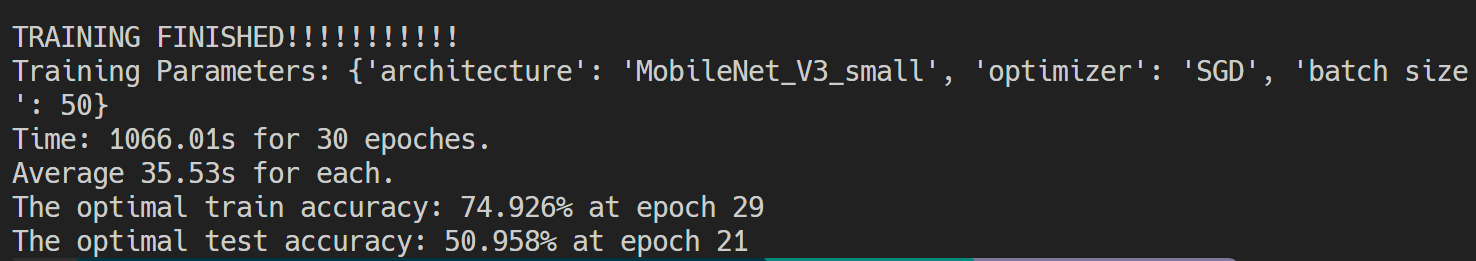 TRAINING FINISHED!!!!!!!!!!!
Training Parameters: {'architecture': 'MobileNet_V3_small', 'optimizer': 'SGD', 'batch size
': 50}
Time: 1066.01s for 30 epoches.
Average 35.53s for each.
The optimal train accuracy: 74.926% at epoch 29
The optimal test accuracy: 50.958% at epoch 21